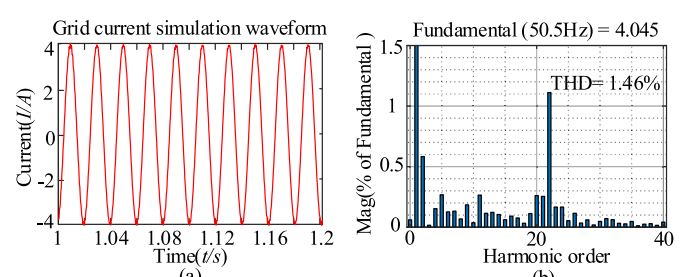 Grid current simulation waveform
Current(I/A)
4
2
0
-2
-4
1
1.04
1.08
1.12
1.16
1.2
Time(t/s)
(a)
Fundamental (50.5Hz) = 4.045
Mag(% of Fundamental )
1.5
1
0.5
0
THD= 1.46%
0
20
40
Harmonic order
(b)